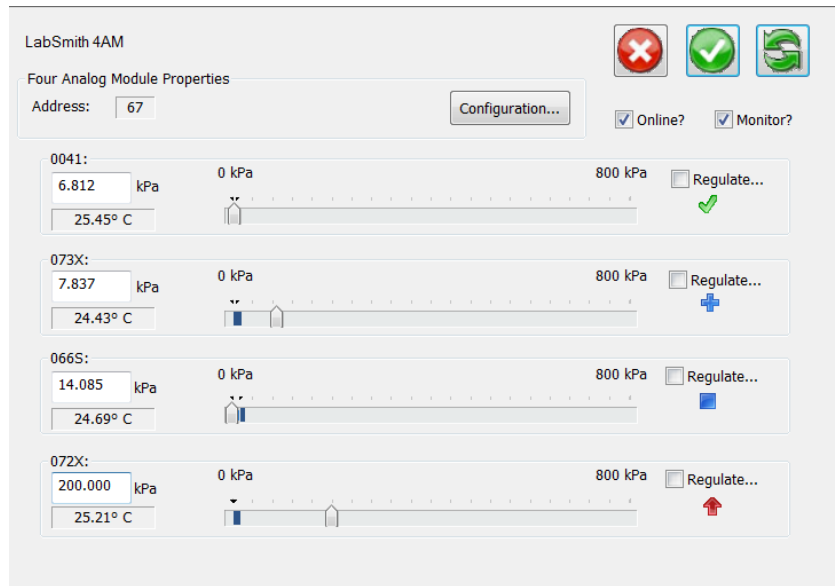 LabSmith 4AM
Four Analog Module Properties
Address: 67
Configuration...
Online? Monitor?
0041:
6.812 kPa
25.45° C
0 kPa 800 kPa
Regulate...
073X:
7.837 kPa
24.43° C
0 kPa 800 kPa
Regulate...
066S:
14.085 kPa
24.69° C
0 kPa 800 kPa
Regulate...
072X:
200.000 kPa
25.21° C
0 kPa 800 kPa
Regulate...